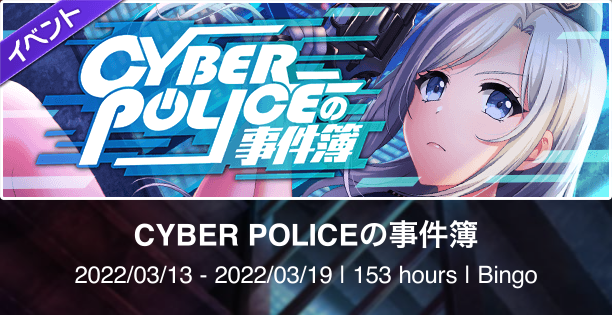 イベント
CYBER
POLICEの
事件簿
CYBER POLICEの事件簿
2022/03/13 - 2022/03/19 | 153 hours | Bingo